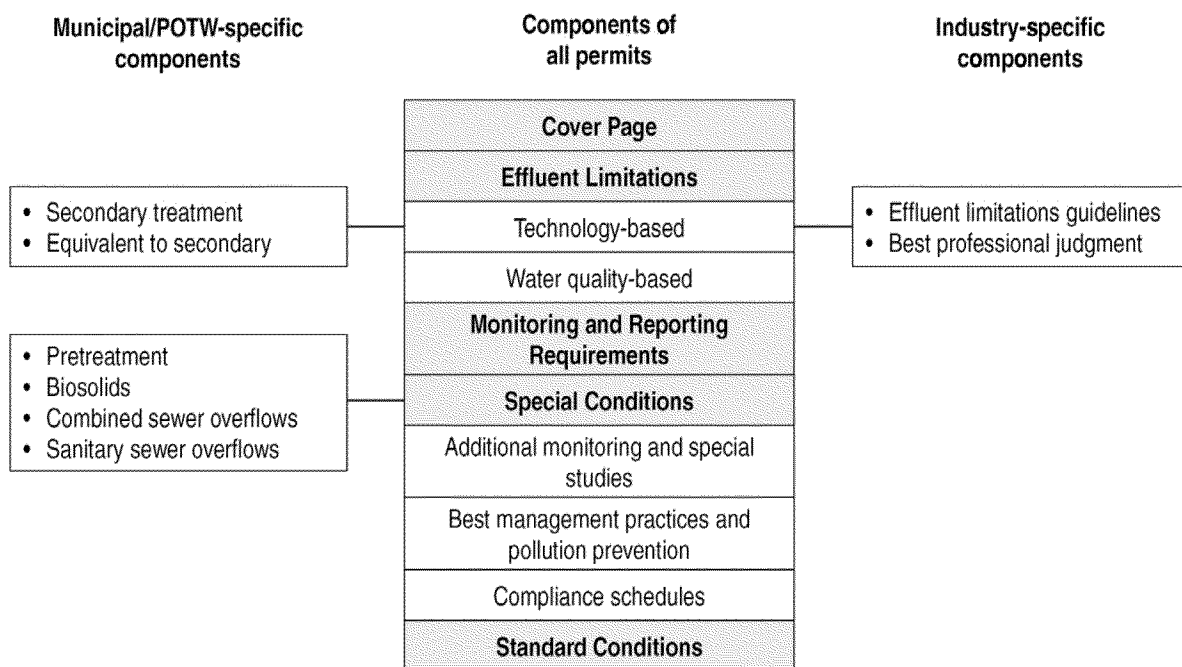 Municipal/POTW-specific
components
Components of
all permits
Industry-specific
components
Cover Page
Effluent Limitations
• Secondary treatment
• Equivalent to secondary
Technology-based
• Effluent limitations guidelines
• Best professional judgment
Water quality-based
Monitoring and Reporting
Requirements
• Pretreatment
• Biosolids
• Combined sewer overflows
• Sanitary sewer overflows
Special Conditions
Additional monitoring and special
studies
Best management practices and
pollution prevention
Compliance schedules
Standard Conditions